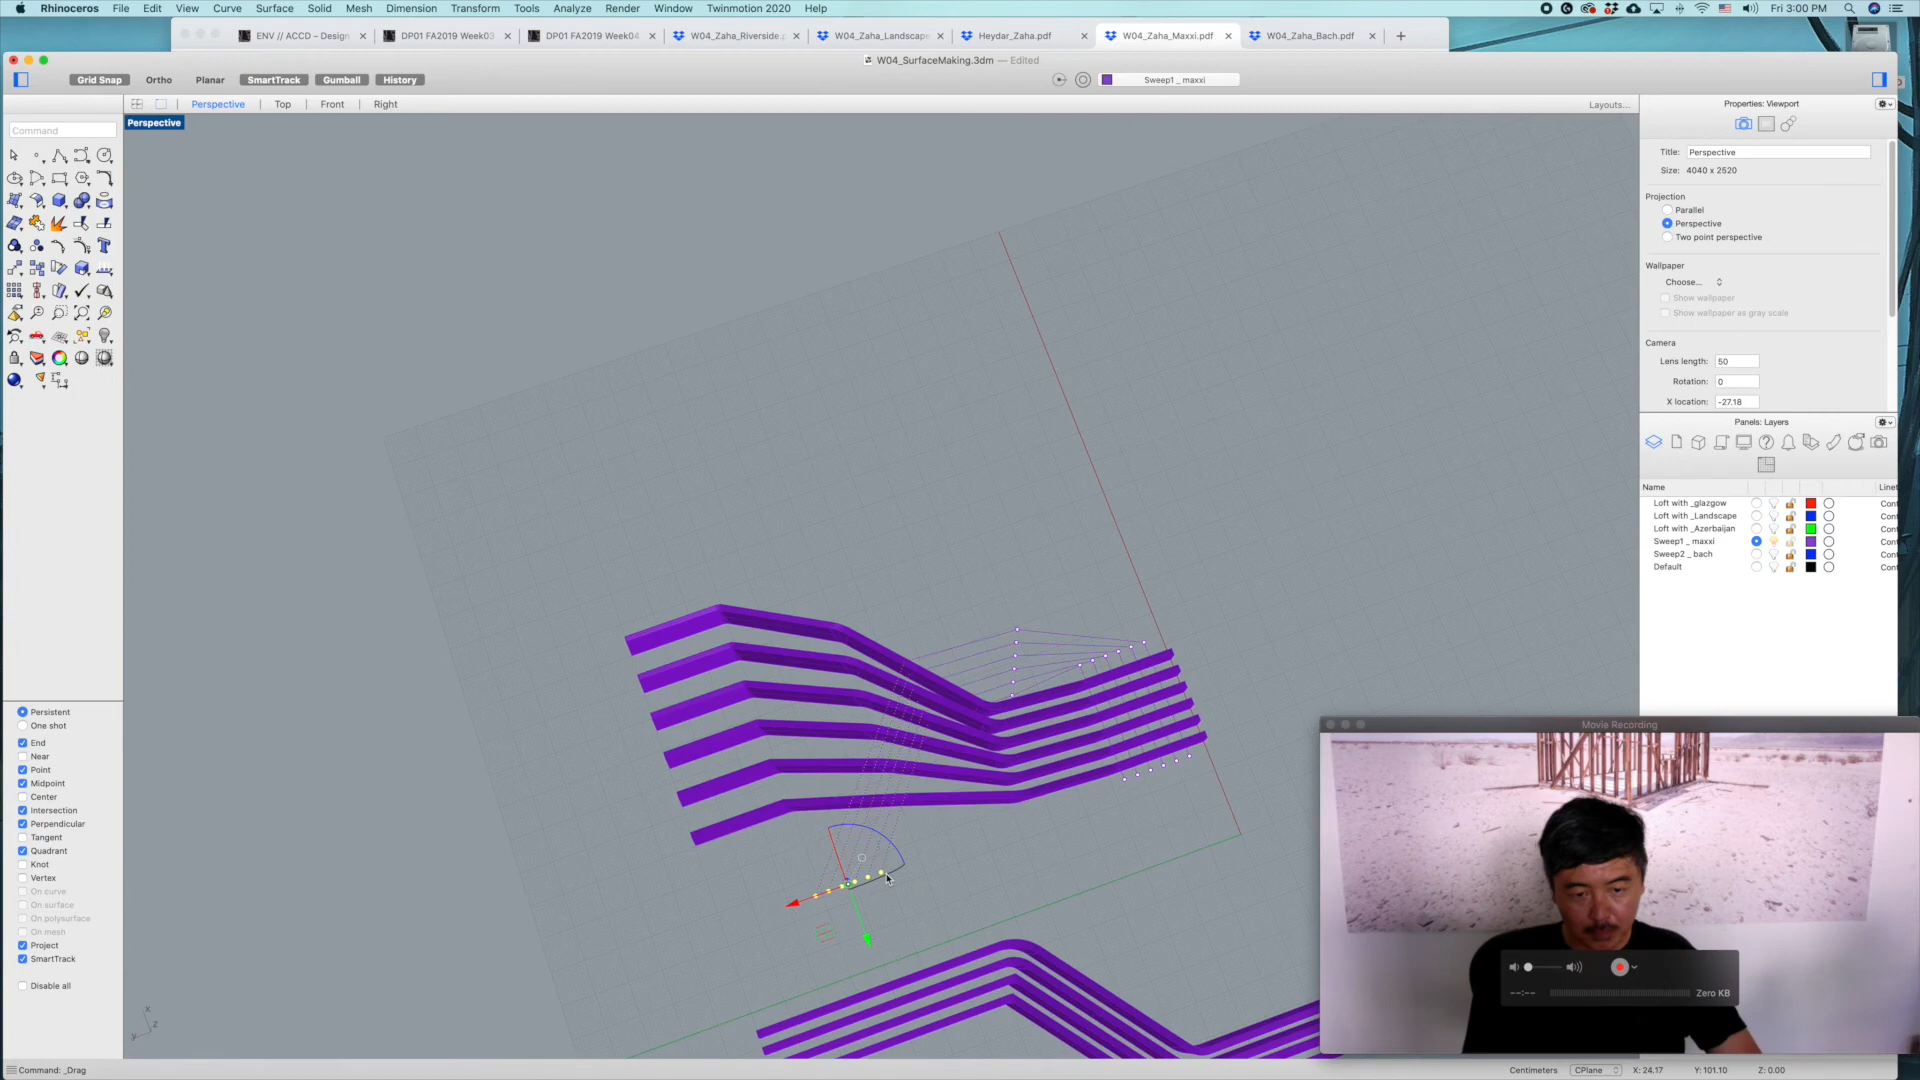 Rhinoceros File Edit View Curve Surface Solid Mesh Dimension Transform Tools Analyze Render Window Twinmotion 2020 Help
Fri 3:00 PM
ENV // ACCD – Design
DP01 FA2019 Week03
DP01 FA2019 Week04
W04_Zaha_Riverside.p
W04_Zaha_Landscape
Heydar_Zaha.pdf
W04_Zaha_Maxxi.pdf
W04_Zaha_Bach.pdf
W04_SurfaceMaking.3dm — Edited
Grid Snap Ortho Planar SmartTrack Gumball History
Sweep1 _ maxxi
Perspective Top Front Right Layouts...
Perspective
Command
Properties: Viewport
Title: Perspective
Size: 4040 x 2520
Projection
Parallel
Perspective
Two point perspective
Wallpaper
Choose...
Show wallpaper
Show wallpaper as gray scale
Camera
Lens length: 50
Rotation: 0
X location: -27.18
Panels: Layers
Name Linet
Loft with _glazgow Cont
Loft with _Landscape Cont
Loft with _Azerbaijan Cont
Sweep1 _ maxxi Cont
Sweep2 _ bach Cont
Default Cont
Persistent
One shot
End
Near
Point
Midpoint
Center
Intersection
Perpendicular
Tangent
Quadrant
Knot
Vertex
On curve
On surface
On polysurface
On mesh
Project
SmartTrack
Disable all
x
y z
Movie Recording
--:-- Zero KB
Command: _Drag
Centimeters CPlane X: 24.17 Y: 101.10 Z: 0.00